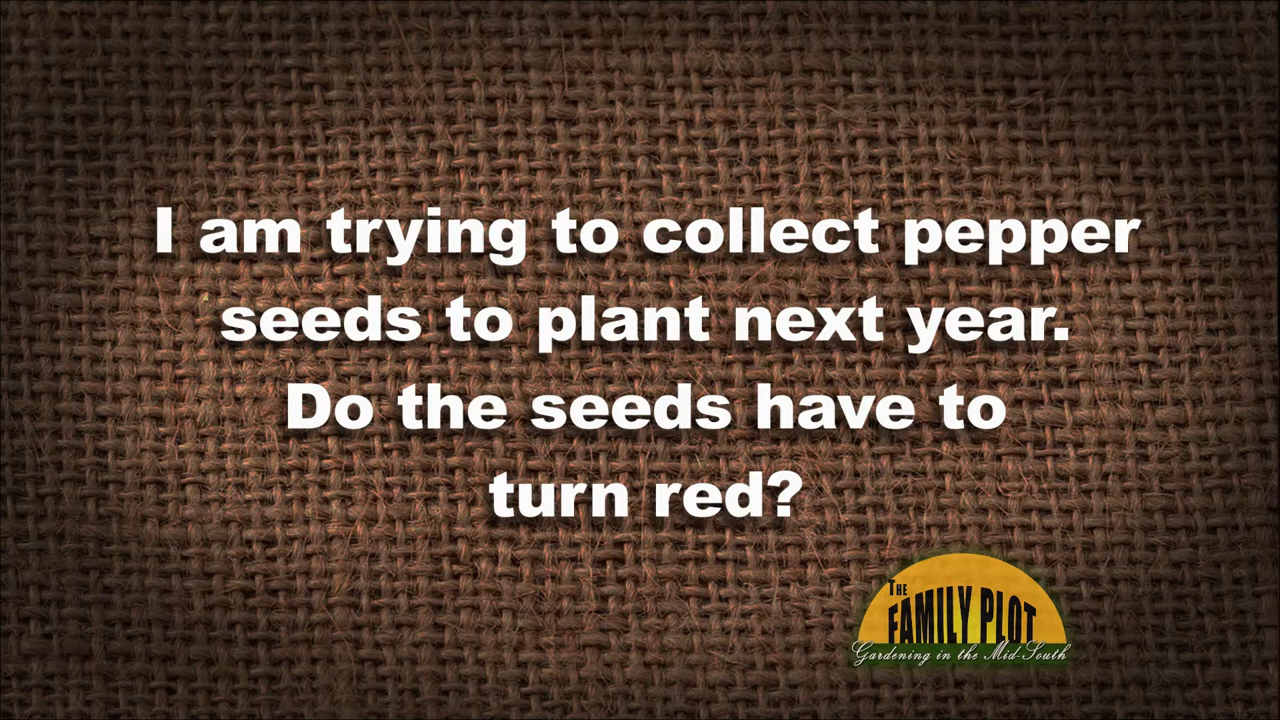 I am trying to collect pepper
seeds to plant next year.
Do the seeds have to
turn red?
THE
FAMILY PLOT
Gardening in the Mid-South